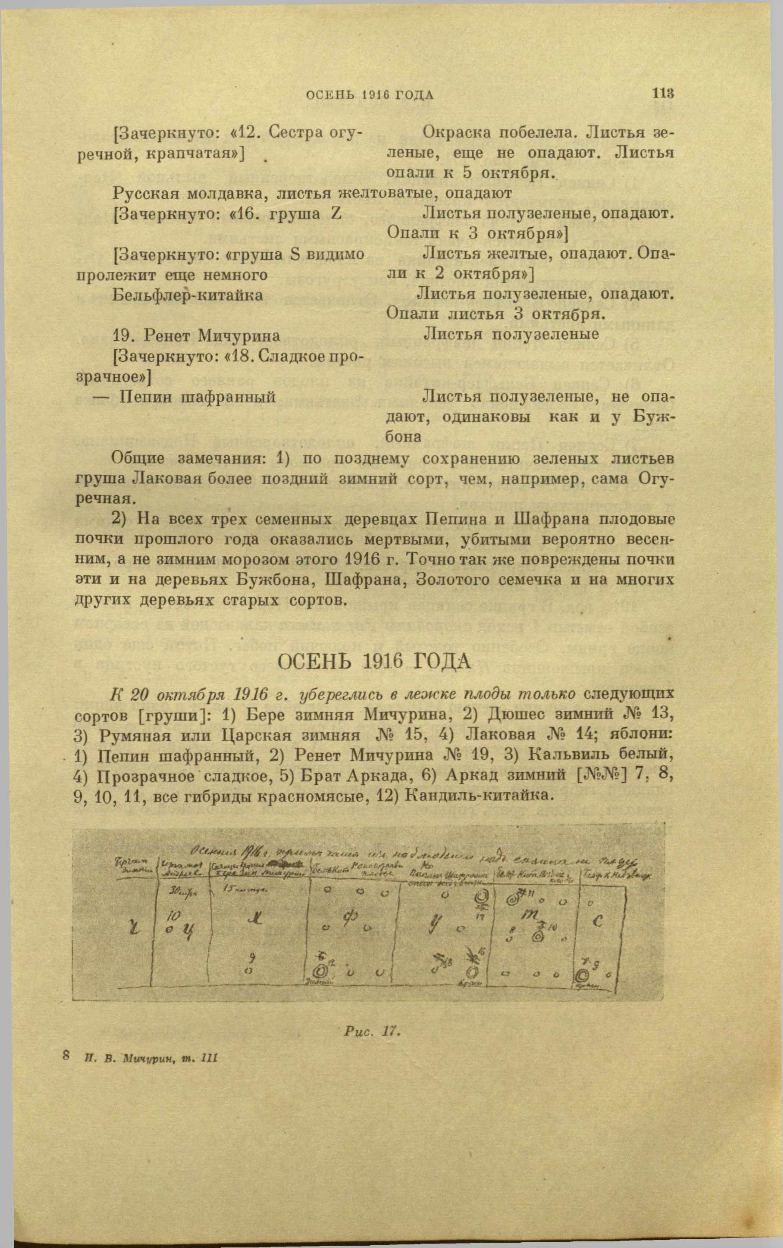 ОСЕНЬ 1916 ГОДА 113
[Зачеркнуто: «12. Сестра огу-
речной, крапчатая»]
Окраска побелела. Листья зе-
леные, еще не опадают. Листья
опали к 5 октября.
Русская молдавка, листья желтоватые, опадают
[Зачеркнуто: «16. груша Z
Листья полузеленые, опадают.
Опали к 3 октября»]
[Зачеркнуто: «груша S видимо
пролежит еще немного
Листья желтые, опадают. Опа-
ли к 2 октября»]
Бельфлер-китайка
Листья полузеленые, опадают.
Опали листья 3 октября.
19. Ренет Мичурина
Листья полузеленые
[Зачеркнуто: «18. Сладкое про-
зрачное»]
— Пепин шафранный
Листья полузеленые, не опа-
дают, одинаковы как и у Буж-
бона
Общие замечания: 1) по позднему сохранению зеленых листьев
груша Лаковая более поздний зимний сорт, чем, например, сама Огу-
речная.
2) На всех трех семенных деревцах Пепина и Шафрана плодовые
почки прошлого года оказались мертвыми, убитыми вероятно весен-
ним, а не зимним морозом этого 1916 г. Точно так же повреждены почки
эти и на деревьях Бужбона, Шафрана, Золотого семечка и на многих
других деревьях старых сортов.
ОСЕНЬ 1916 ГОДА
К 20 октября 1916 г. убереглись в лежке плоды только следующих
сортов [груши]: 1) Бере зимняя Мичурина, 2) Дюшес зимний № 13,
3) Румяная или Царская зимняя № 15, 4) Лаковая № 14; яблони:
1) Пепин шафранный, 2) Ренет Мичурина № 19, 3) Кальвиль белый,
4) Прозрачное сладкое, 5) Брат Аркада, 6) Аркад зимний [№№] 7, 8,
9, 10, 11, все гибриды красномясые, 12) Кандиль-китайка.
Рис. 17.
8 И. В. Мичурин, т. III